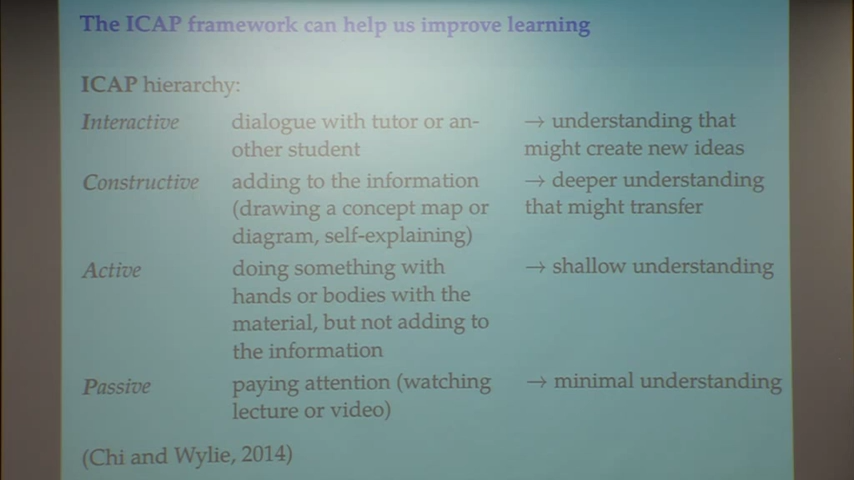 The ICAP framework can help us improve learning
ICAP hierarchy:
Interactive dialogue with tutor or an- → understanding that
other student might create new ideas
Constructive adding to the information → deeper understanding
(drawing a concept map or that might transfer
diagram, self-explaining)
Active doing something with → shallow understanding
hands or bodies with the
material, but not adding to
the information
Passive paying attention (watching → minimal understanding
lecture or video)
(Chi and Wylie, 2014)